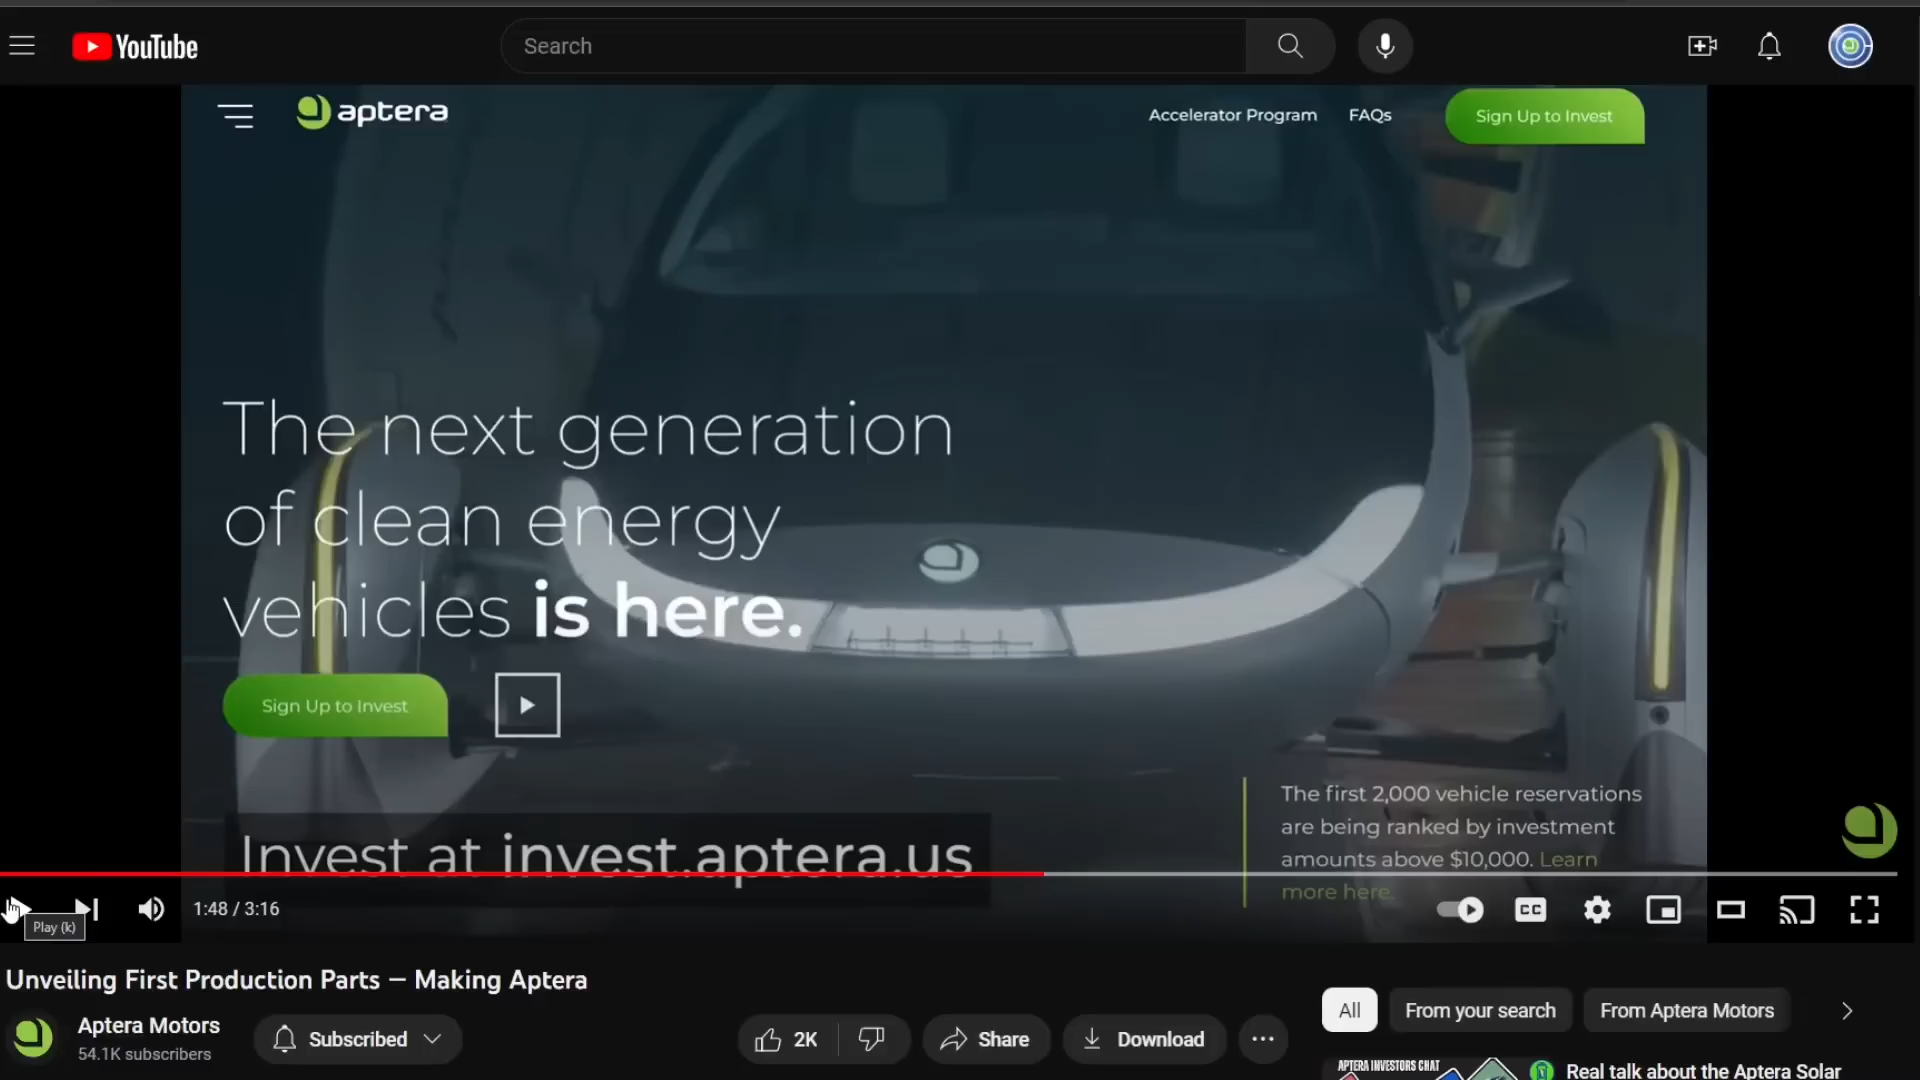 YouTube
Search
aptera
Accelerator Program
FAQs
Sign Up to Invest
The next generation
of clean energy
vehicles is here.
Sign Up to Invest
The first 2,000 vehicle reservations
are being ranked by investment
amounts above $10,000. Learn
more here.
Invest at invest.aptera.us
1:48 / 3:16
CC
Play (k)
Unveiling First Production Parts – Making Aptera
Aptera Motors
54.1K subscribers
Subscribed
2K
Share
Download
All
From your search
From Aptera Motors
APTERA INVESTORS CHAT
Real talk about the Aptera Solar